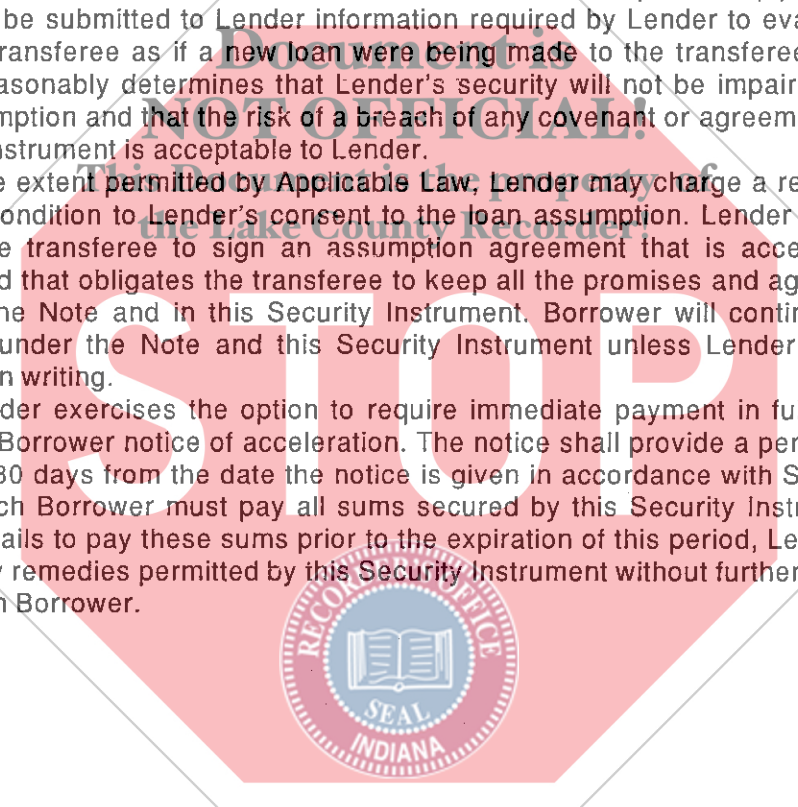 be submitted to Lender information required by Lender to eva
ransferee as if a new loan were being made to the transferee
asonably determines that Lender's security will not be impair
mption and that the risk of a breach of any covenant or agreem
nstrument is acceptable to Lender.
e extent permitted by Applicable Law, Lender may charge a re
ondition to Lender's consent to the loan assumption. Lender
e transferee to sign an assumption agreement that is acce
d that obligates the transferee to keep all the promises and ag
ne Note and in this Security Instrument. Borrower will contin
under the Note and this Security Instrument unless Lender
n writing.
der exercises the option to require immediate payment in fu
Borrower notice of acceleration. The notice shall provide a per
30 days from the date the notice is given in accordance with S
ch Borrower must pay all sums secured by this Security Instr
ails to pay these sums prior to the expiration of this period, Le
y remedies permitted by this Security Instrument without further
n Borrower.
Document is
NOT OFFICIAL!
This Document is the property of
the Lake County Recorder!
STOP
RECORDER'S OFFICE
SEAL
INDIANA